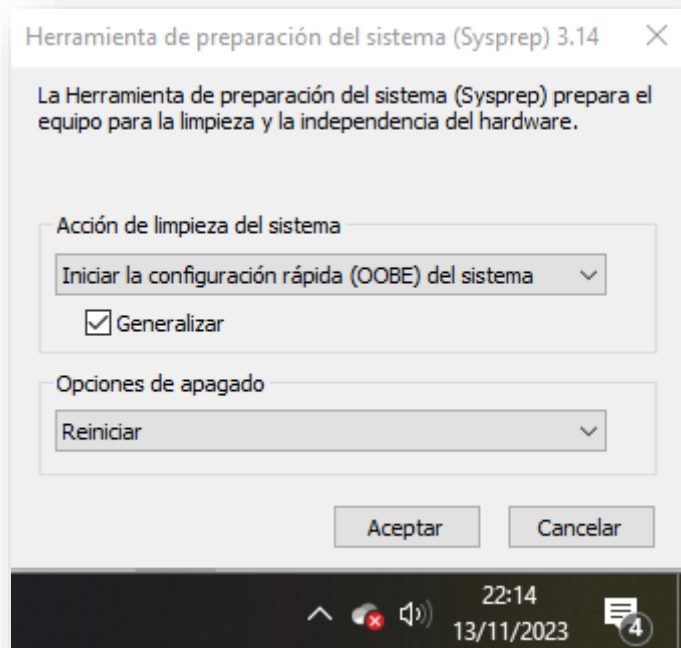 Herramienta de preparación del sistema (Sysprep) 3.14
La Herramienta de preparación del sistema (Sysprep) prepara el
equipo para la limpieza y la independencia del hardware.
Acción de limpieza del sistema
Iniciar la configuración rápida (OOBE) del sistema
Generalizar
Opciones de apagado
Reiniciar
Aceptar Cancelar
22:14
13/11/2023
4